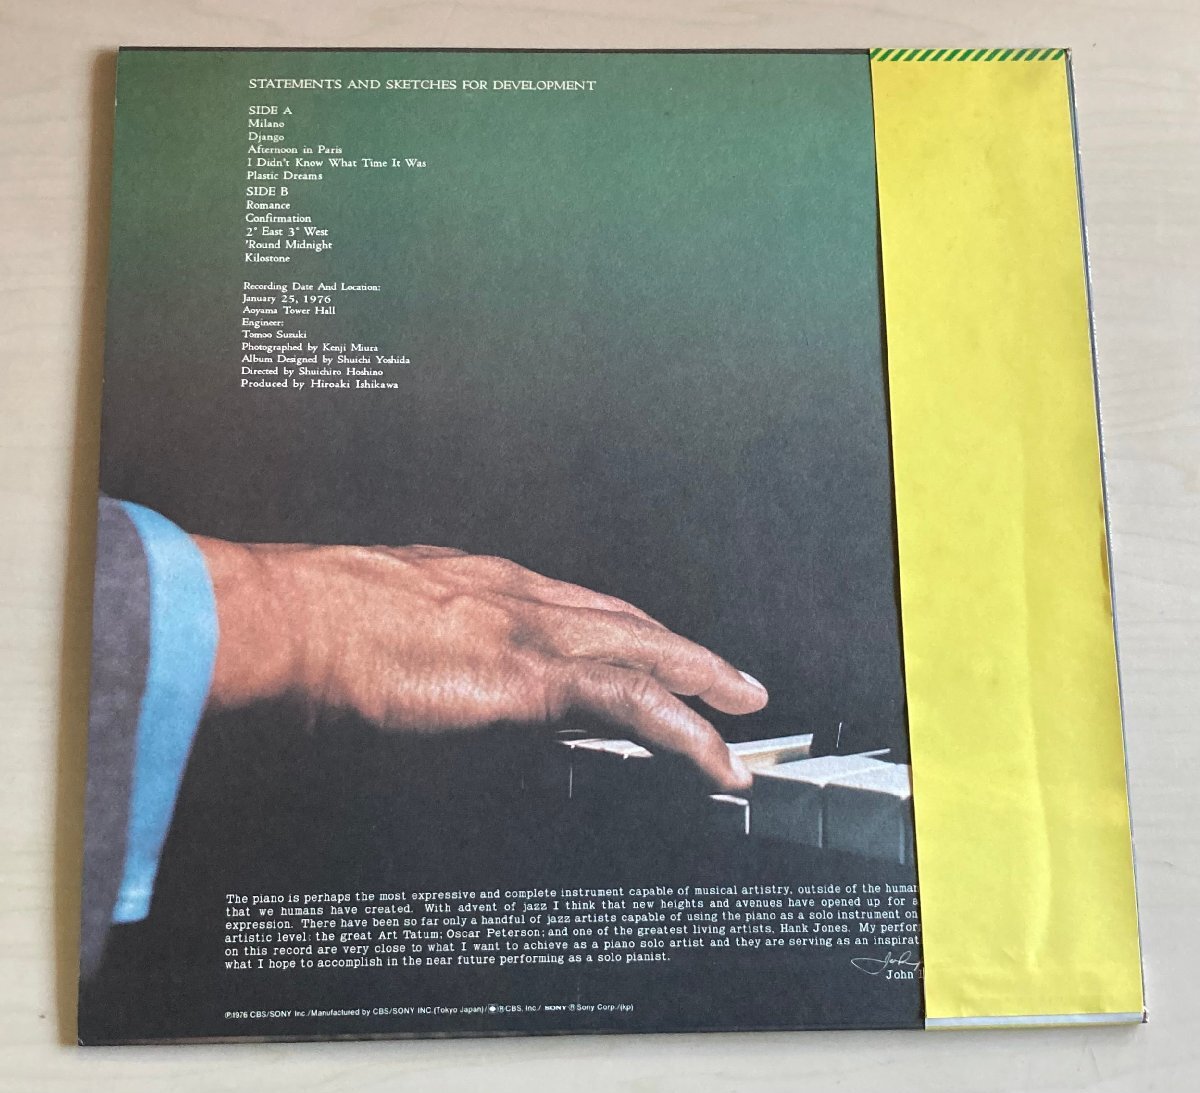 STATEMENTS AND SKETCHES FOR DEVELOPMENT
SIDE A
Milano
Django
Afternoon in Paris
I Didn't Know What Time It Was
Plastic Dreams
SIDE B
Romance
Confirmation
2° East 3° West
'Round Midnight
Kilostone
Recording Date And Location:
January 25, 1976
Aoyama Tower Hall
Engineer:
Tomoo Suzuki
Photographed by Kenji Miura
Album Designed by Shuichi Yoshida
Directed by Shuichiro Hoshino
Produced by Hiroaki Ishikawa
The piano is perhaps the most expressive and complete instrument capable of musical artistry, outside of the human
that we humans have created. With advent of jazz I think that new heights and avenues have opened up for
expression. There have been so far only a handful of jazz artists capable of using the piano as a solo instrument on
artistic level: the great Art Tatum; Oscar Peterson; and one of the greatest living artists, Hank Jones. My perfor
on this record are very close to what I want to achieve as a piano solo artist and they are serving as an inspirat
what I hope to accomplish in the near future performing as a solo pianist.
John
John
℗1976 CBS/SONY Inc./Manufactured by CBS/SONY INC.(Tokyo Japan)/®CBS, Inc./ SONY ®Sony Corp./(kp)